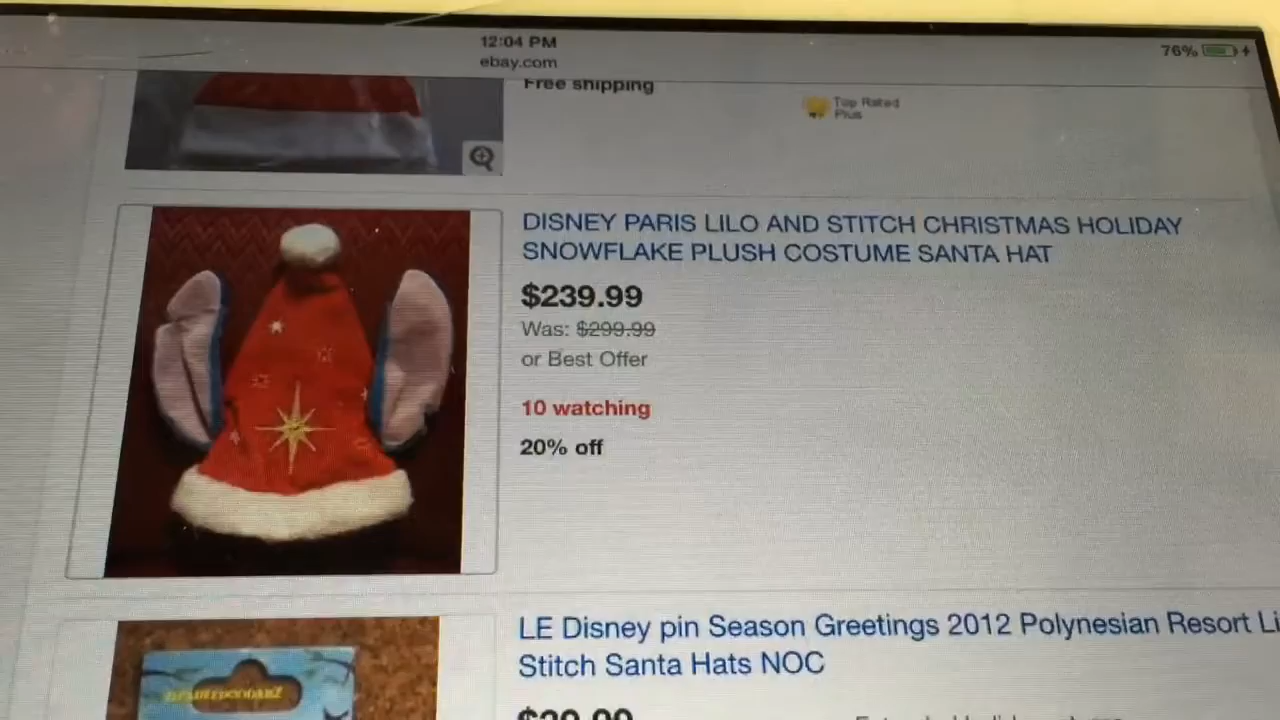 12:04 PM
76%
ebay.com
Free shipping
Top Rated
Plus
DISNEY PARIS LILO AND STITCH CHRISTMAS HOLIDAY
SNOWFLAKE PLUSH COSTUME SANTA HAT
$239.99
Was: $299.99
or Best Offer
10 watching
20% off
LE Disney pin Season Greetings 2012 Polynesian Resort Li
Stitch Santa Hats NOC